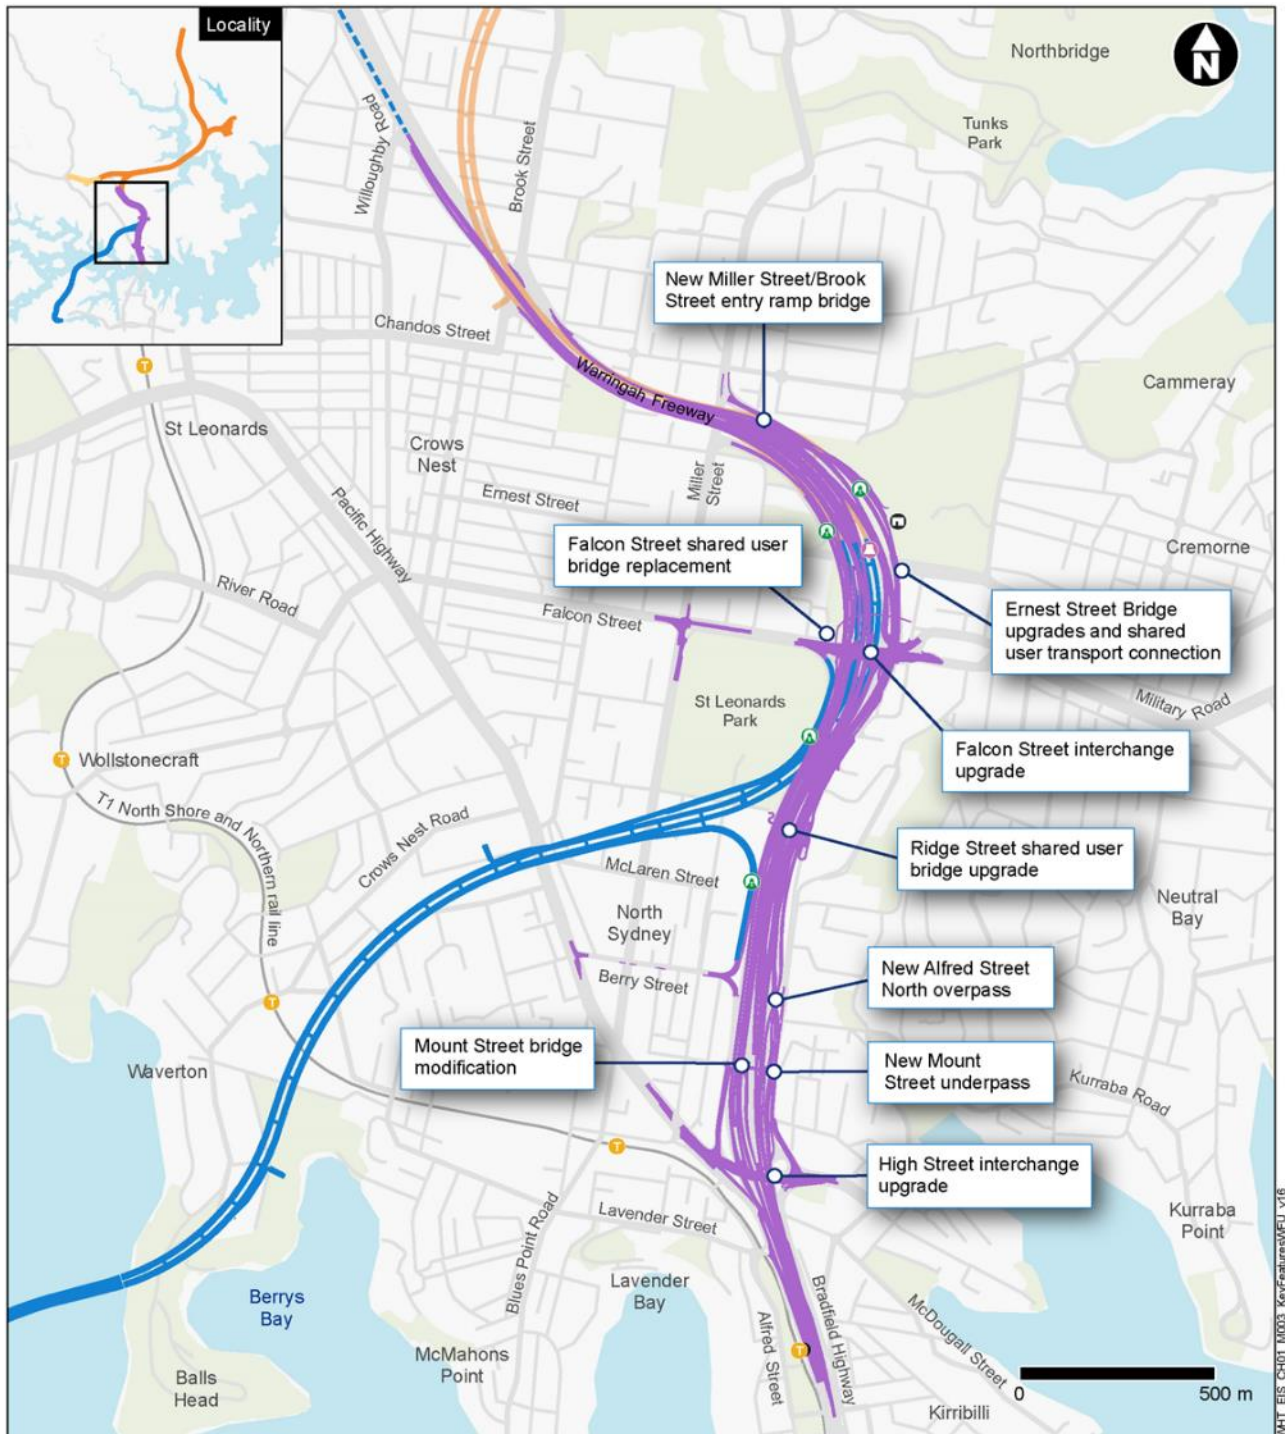 Locality
N
Northbridge
Tunks
Park
Willoughby Road
Brook Street
New Miller Street/Brook
Street entry ramp bridge
Chandos Street
Warringah Freeway
Cammeray
T
St Leonards
Crows
Nest
Miller
Street
Ernest Street
Pacific Highway
Falcon Street shared user
bridge replacement
Cremorne
River Road
Falcon Street
Ernest Street Bridge
upgrades and shared
user transport connection
St Leonards
Park
Military Road
Falcon Street interchange
upgrade
T
Wollstonecraft
T1 North Shore and Northern rail line
Crows Nest Road
McLaren Street
Ridge Street shared user
bridge upgrade
Neutral
Bay
North
Sydney
Berry Street
New Alfred Street
North overpass
T
Mount Street bridge
modification
Waverton
New Mount
Street underpass
Kurraba Road
T
High Street interchange
upgrade
Blues Point Road
Lavender Street
Kurraba
Point
Berrys
Bay
Lavender
Bay
Alfred Street
Bradfield Highway
McDougall Street
T
McMahons
Point
Balls
Head
Kirribilli
0
500 m
MHT_EIS_CH01_M003_KeyFeaturesWFU_v16